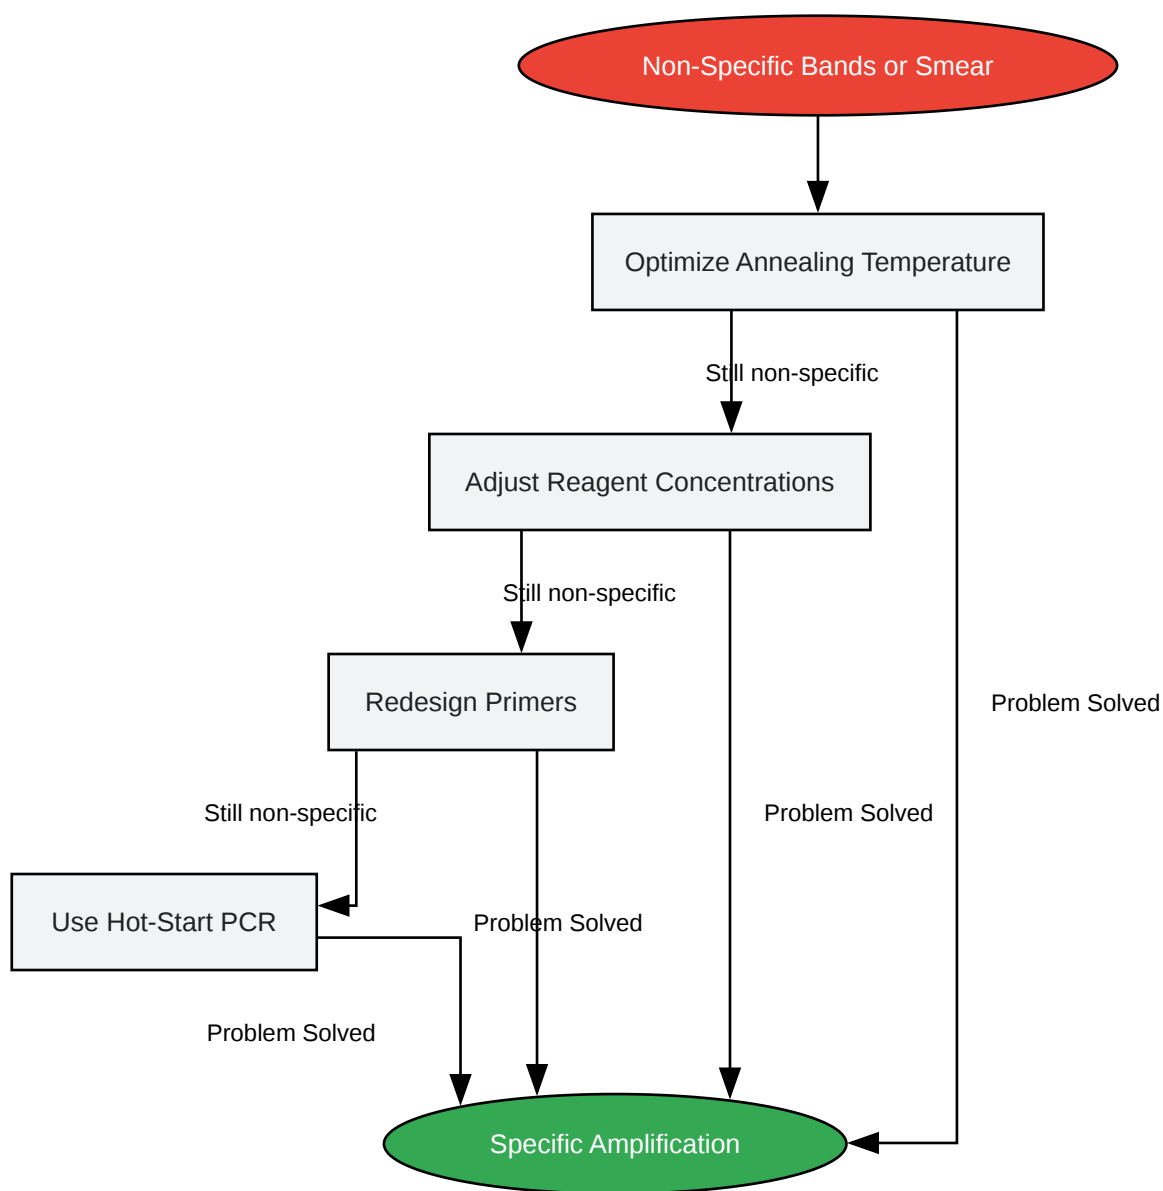 Non-Specific Bands or Smear
Optimize Annealing Temperature
Still non-specific
Adjust Reagent Concentrations
Still non-specific
Redesign Primers
Problem Solved
Still non-specific
Problem Solved
Use Hot-Start PCR
Problem Solved
Problem Solved
Specific Amplification